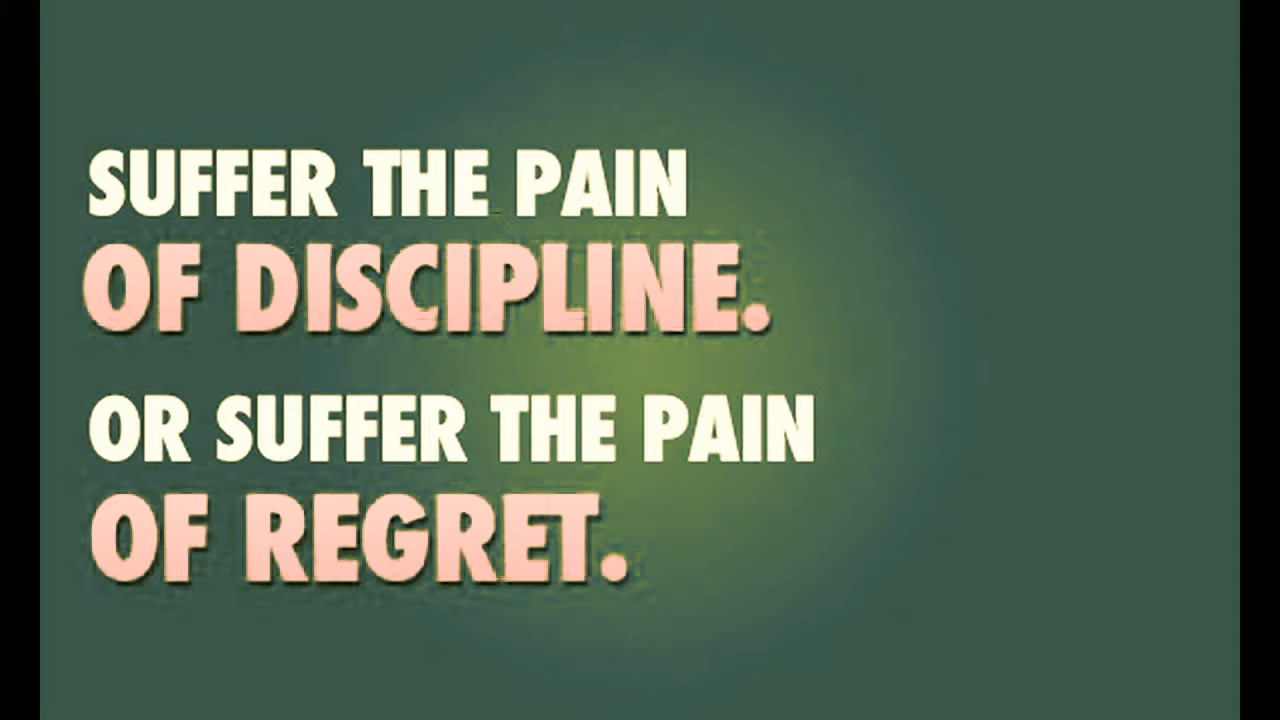 SUFFER THE PAIN
OF DISCIPLINE.
OR SUFFER THE PAIN
OF REGRET.